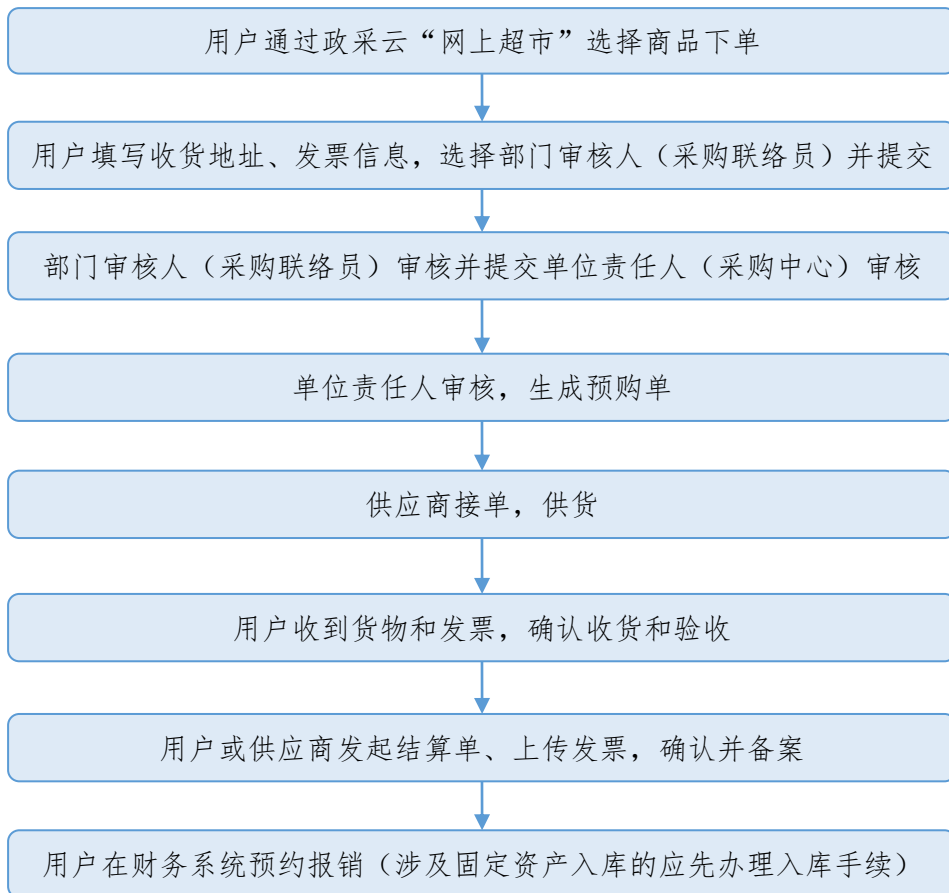 用户通过政采云“网上超市”选择商品下单
用户填写收货地址、发票信息，选择部门审核人（采购联络员）并提交
部门审核人（采购联络员）审核并提交单位责任人（采购中心）审核
单位责任人审核，生成预购单
供应商接单，供货
用户收到货物和发票，确认收货和验收
用户或供应商发起结算单、上传发票，确认并备案
用户在财务系统预约报销（涉及固定资产入库的应先办理入库手续）